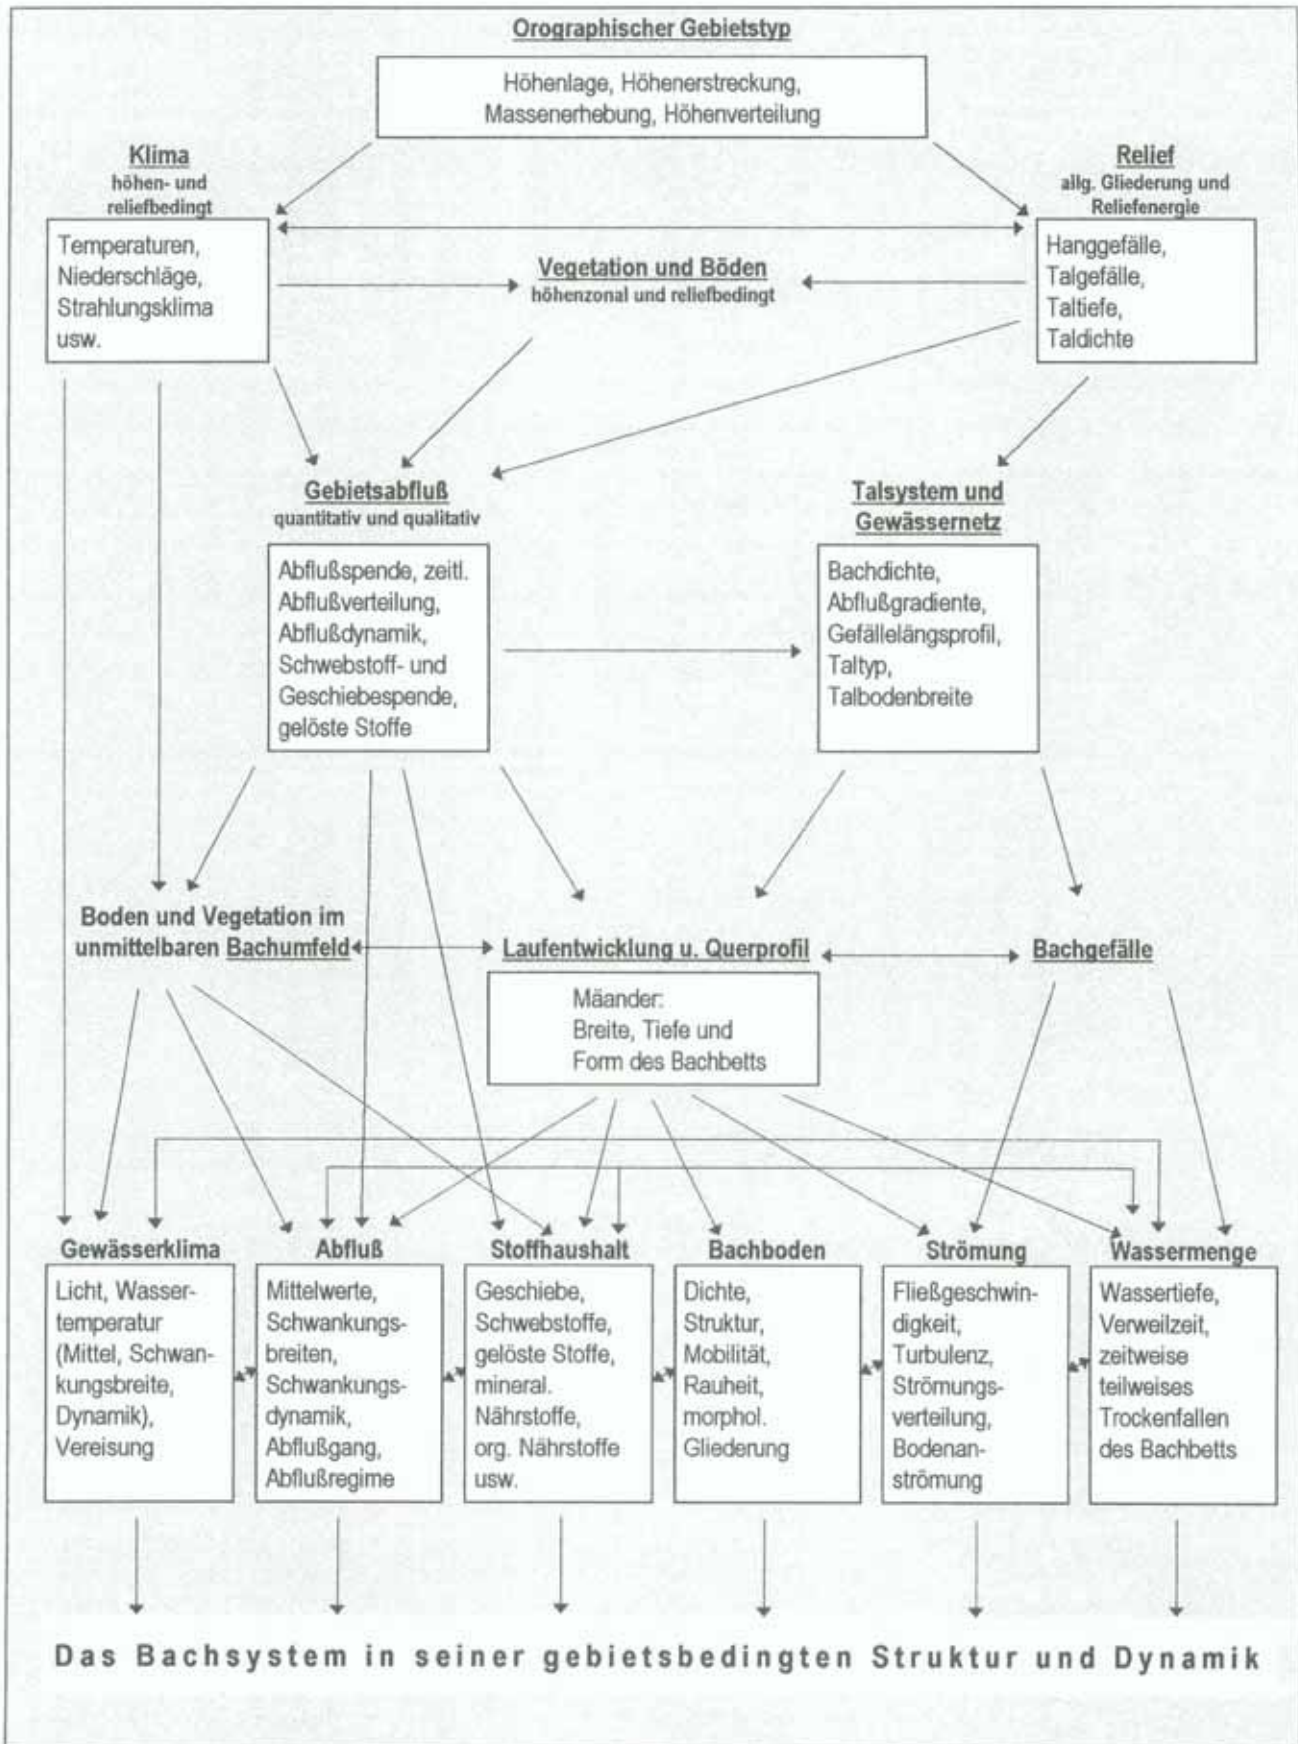 Orographischer Gebietstyp
Höhenlage, Höhenerstreckung,
Massenerhebung, Höhenverteilung
Klima
höhen- und
reliefbedingt
Temperaturen,
Niederschläge,
Strahlungsklima
usw.
Vegetation und Böden
höhenzonal und reliefbedingt
Relief
allg. Gliederung und
Reliefenergie
Hanggefälle,
Talgefälle,
Taltiefe,
Taldichte
Gebietsabfluß
quantitativ und qualitativ
Abflußspende, zeitl.
Abflußverteilung,
Abflußdynamik,
Schwebstoff- und
Geschiebespende,
gelöste Stoffe
Talsystem und
Gewässernetz
Bachdichte,
Abflußgradiente,
Gefällelängsprofil,
Taltyp,
Talbodenbreite
Boden und Vegetation im
unmittelbaren Bachumfeld
Laufentwicklung u. Querprofil
Mäander:
Breite, Tiefe und
Form des Bachbetts
Bachgefälle
Gewässerklima
Licht, Wasser-
temperatur
(Mittel, Schwan-
kungsbreite,
Dynamik),
Vereisung
Abfluß
Mittelwerte,
Schwankungs-
breiten,
Schwankungs-
dynamik,
Abflußgang,
Abflußregime
Stoffhaushalt
Geschiebe,
Schwebstoffe,
gelöste Stoffe,
mineral.
Nährstoffe,
org. Nährstoffe
usw.
Bachboden
Dichte,
Struktur,
Mobilität,
Rauheit,
morphol.
Gliederung
Strömung
Fließgeschwin-
digkeit,
Turbulenz,
Strömungs-
verteilung,
Bodenan-
strömung
Wassermenge
Wassertiefe,
Verweilzeit,
zeitweise
teilweises
Trockenfallen
des Bachbetts
Das Bachsystem in seiner gebietsbedingten Struktur und Dynamik